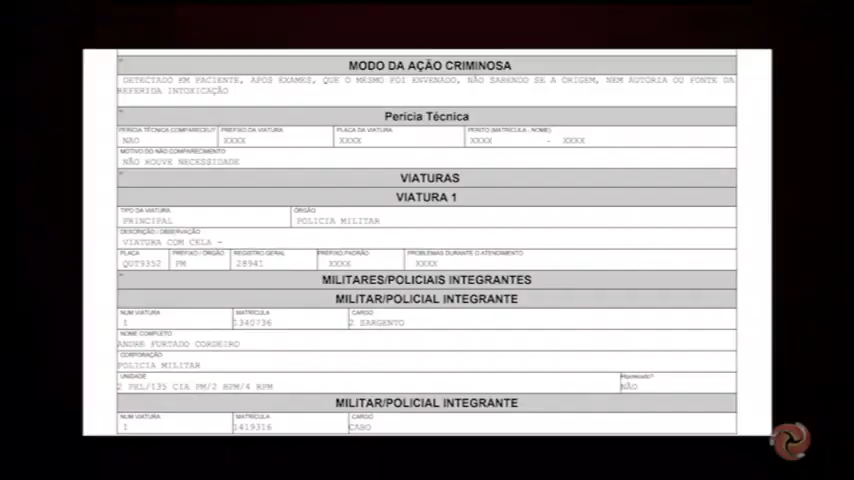 MODO DA AÇÃO CRIMINOSA
DETECTADO EM PACIENTE, APOS EXAMES, QUE O MESMO FOI ENVENADO, NÃO SABENDO SE A ORIGEM, NEM AUTORIA OU FONTE DA
REFERIDA INTOXICAÇÃO
Perícia Técnica
PERÍCIA TÉCNICA COMPARECEU? PREFIXO DA VIATURA PLACA DA VIATURA PERITO (MATRÍCULA - NOME)
NAO XXXX XXXX XXXX - XXXX
MOTIVO DO NÃO COMPARECIMENTO
NÃO HOUVE NECESSIDADE
VIATURAS
VIATURA 1
TIPO DA VIATURA ÓRGÃO
PRINCIPAL POLICIA MILITAR
DESCRIÇÃO / OBSERVAÇÃO
VIATURA COM CELA -
PLACA PREFIXO / ÓRGÃO REGISTRO GERAL PREFIXO PADRÃO PROBLEMAS DURANTE O ATENDIMENTO
QUT9352 PM 28941 XXXX XXXX
MILITARES/POLICIAIS INTEGRANTES
MILITAR/POLICIAL INTEGRANTE
NUM VIATURA MATRÍCULA CARGO
1 1340736 2 SARGENTO
NOME COMPLETO
ANDRE FURTADO CORDEIRO
CORPORAÇÃO
POLICIA MILITAR
UNIDADE
2 PEL/135 CIA PM/2 BPM/4 RPM NÃO
MILITAR/POLICIAL INTEGRANTE
NUM VIATURA MATRÍCULA CARGO
1 1419316 CABO